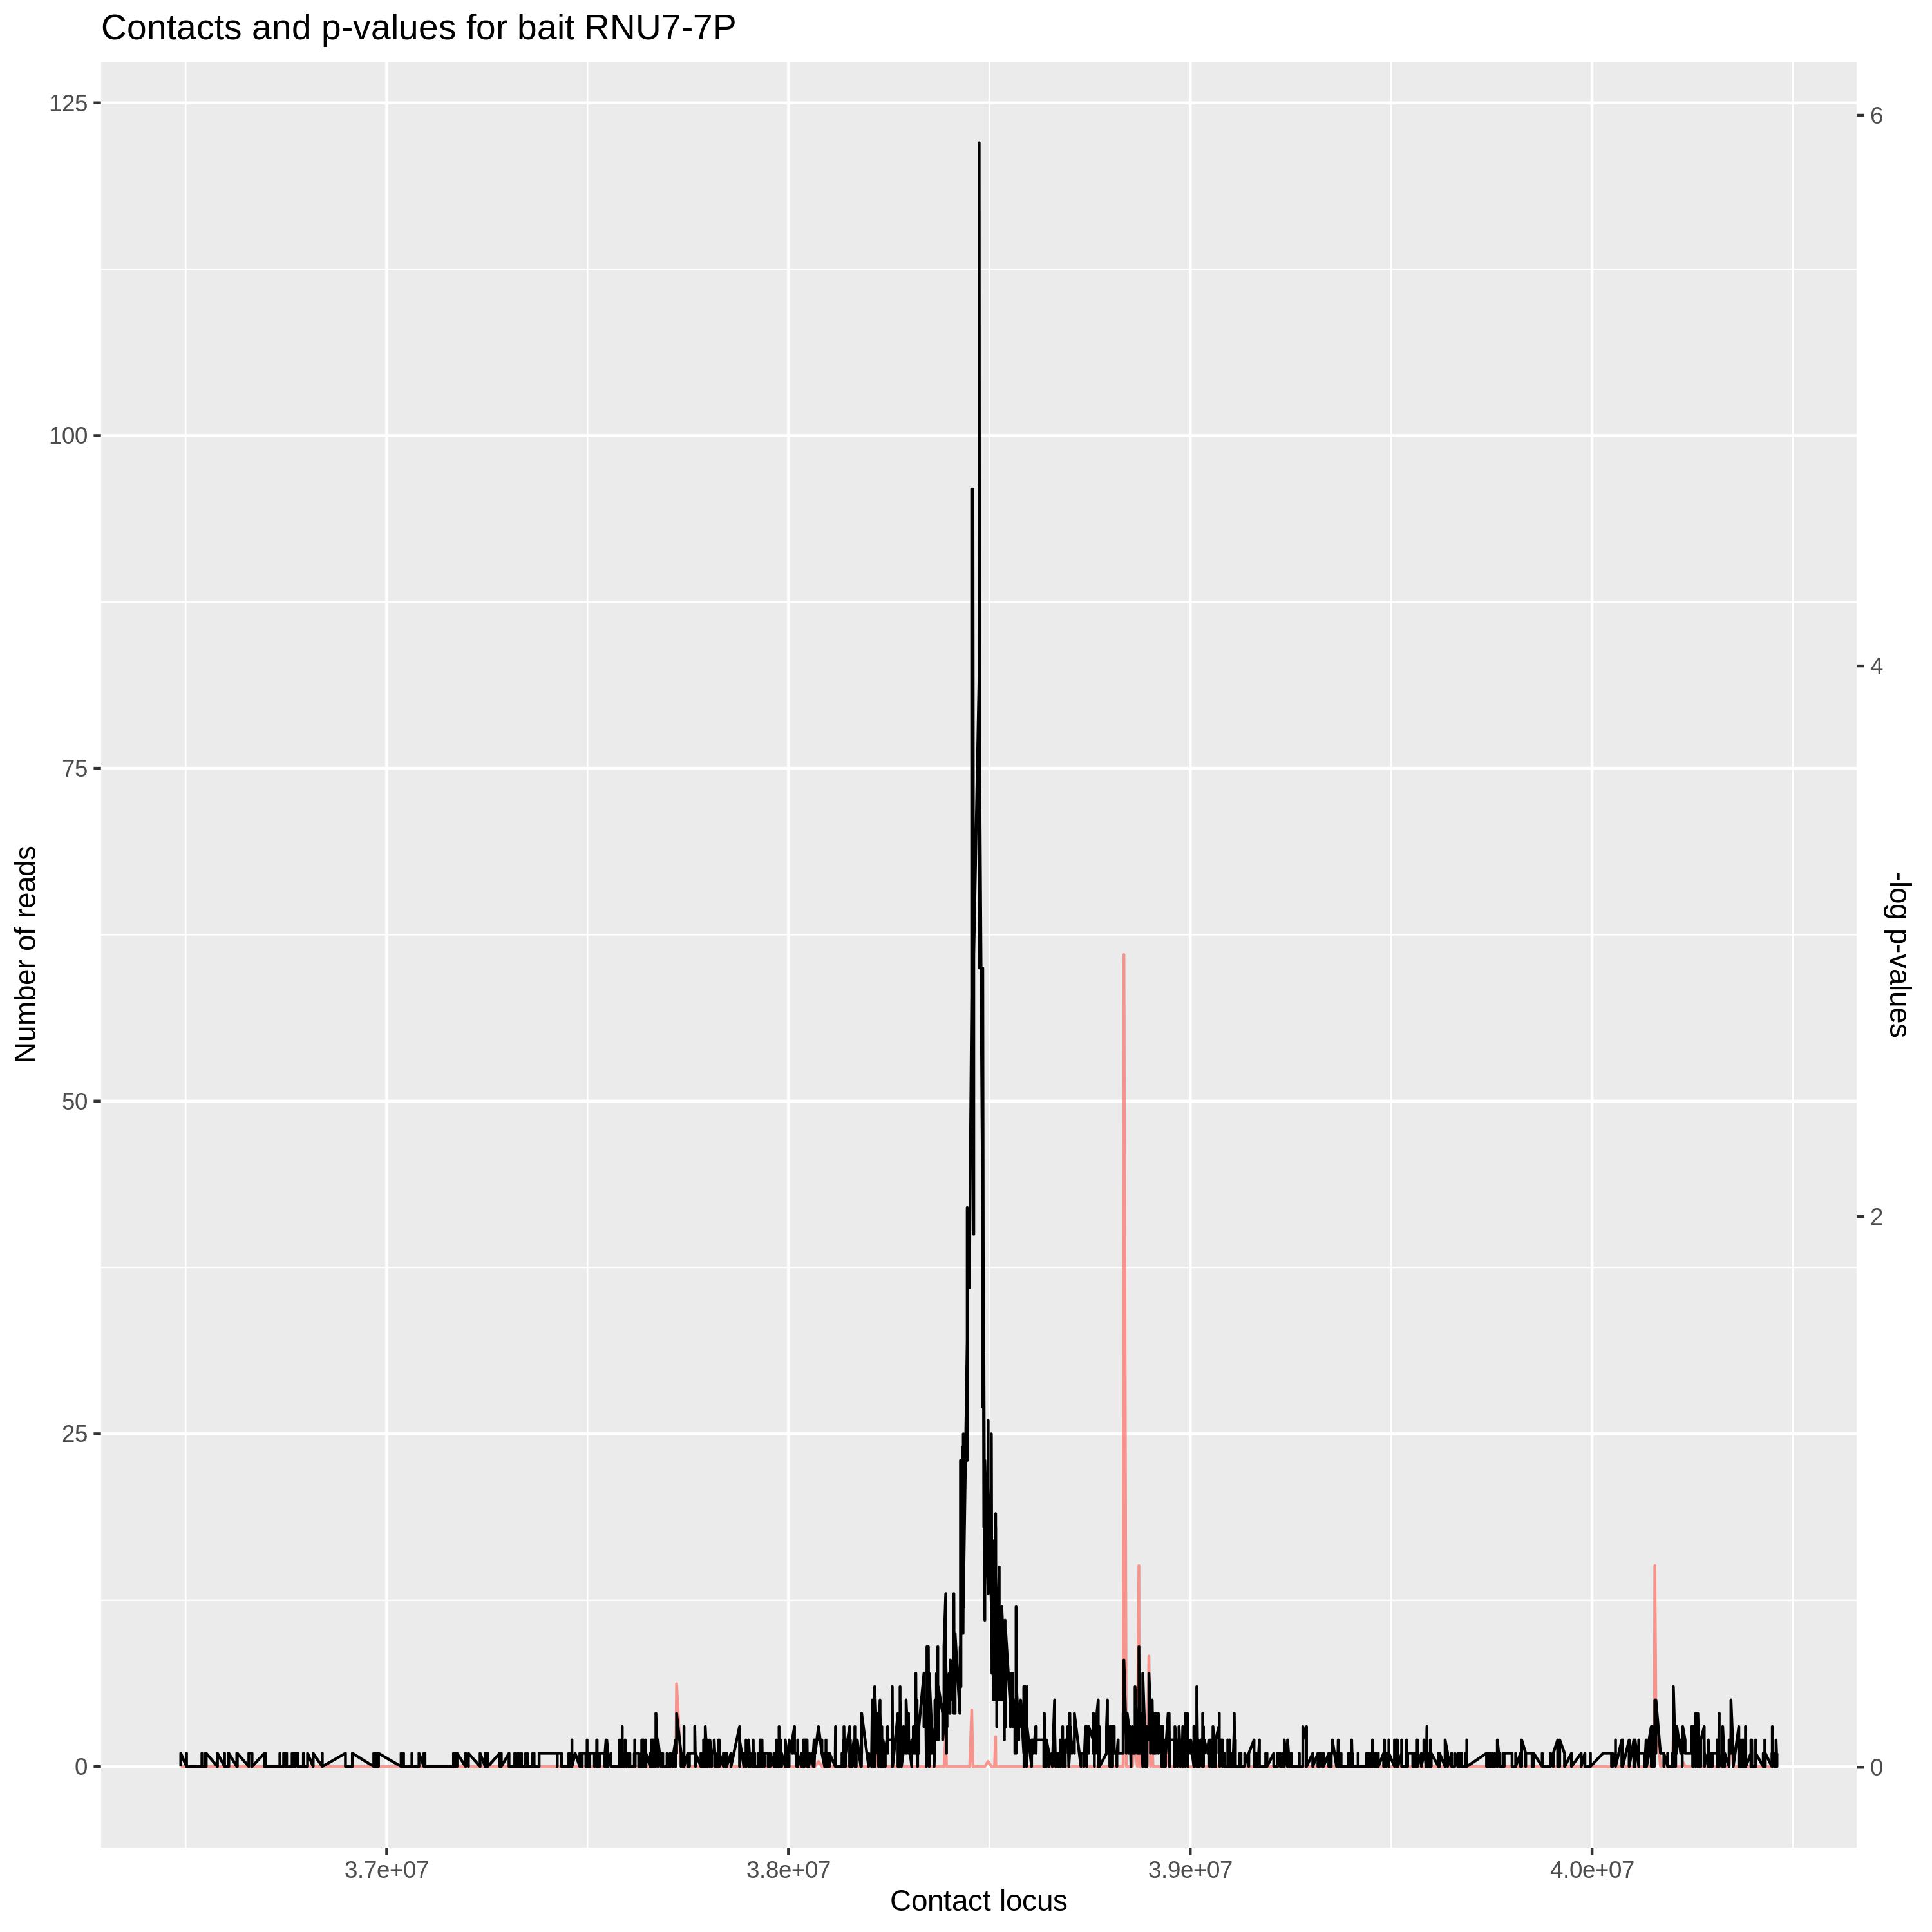 Contacts and p-values for bait RNU7-7P
125
100
75
50
25
0
Number of reads
6
4
2
0
-log p-values
3.7e+07
3.8e+07
3.9e+07
4.0e+07
Contact locus